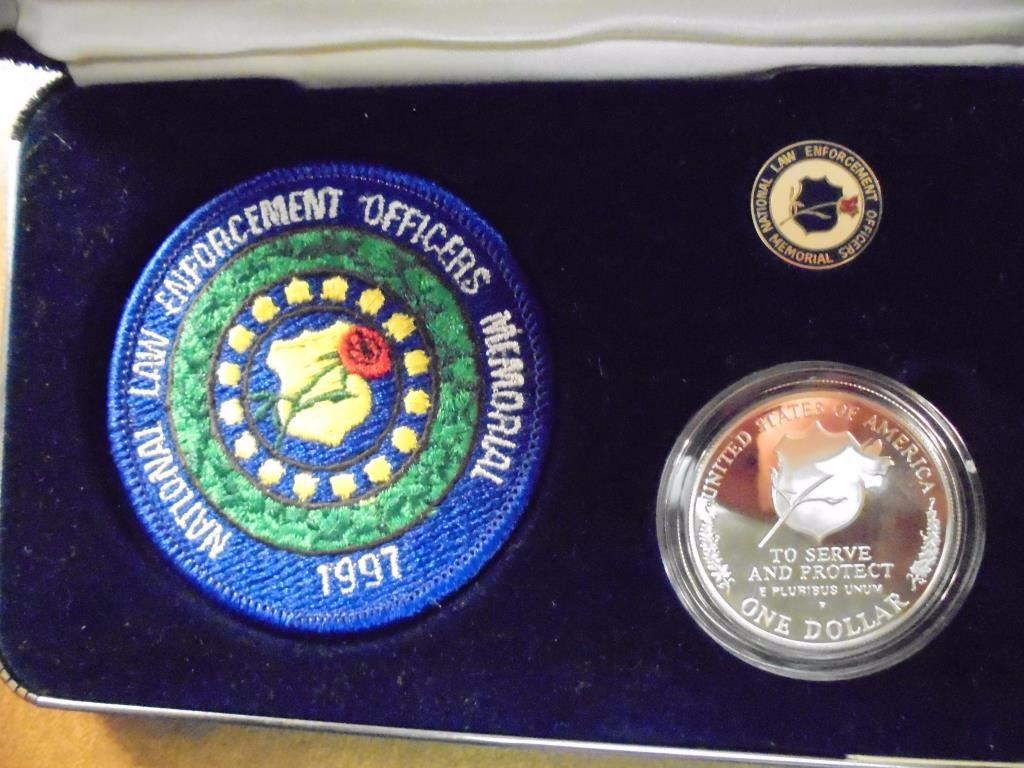 NATIONAL LAW ENFORCEMENT OFFICERS MEMORIAL
1997
NATIONAL LAW ENFORCEMENT OFFICERS
MEMORIAL
UNITED STATES OF AMERICA
TO SERVE
AND PROTECT
E PLURIBUS UNUM
P
ONE DOLLAR